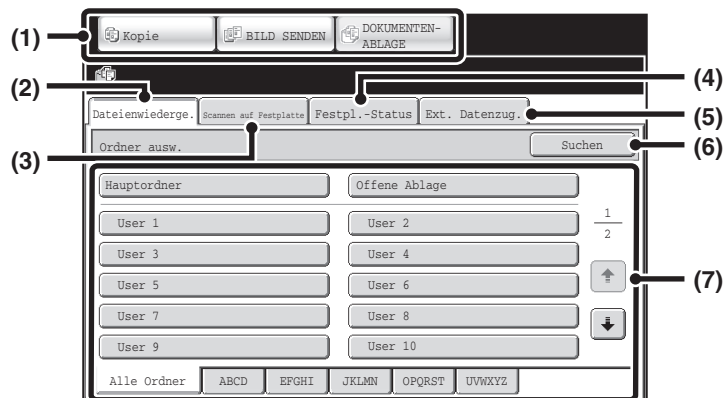 (1)
Kopie
BILD SENDEN
DOKUMENTEN-
ABLAGE
(2)
(4)
Dateienwiederge.
Scannen auf Festplatte
Festpl.-Status
Ext. Datenzug.
(5)
(3)
Ordner ausw.
Suchen
(6)
Hauptordner
Offene Ablage
User 1
User 2
1
2
User 3
User 4
User 5
User 6
(7)
User 7
User 8
User 9
User 10
Alle Ordner
ABCD
EFGHI
JKLMN
OPQRST
UVWXYZ